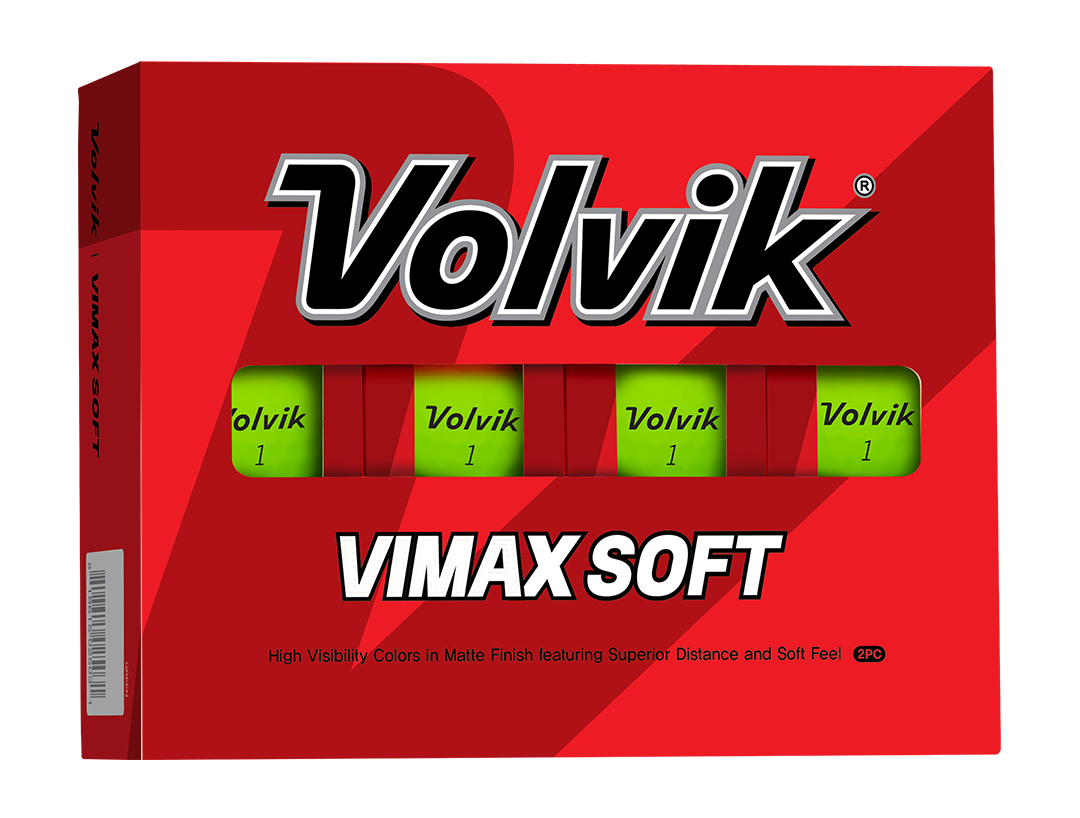 Volvik®
Volvik
1
Volvik
1
Volvik
1
Volvik
1
VIMAX SOFT
High Visibility Colors in Matte Finish featuring Superior Distance and Soft Feel 2PC
Volvik | VIMAX SOFT
GREEN